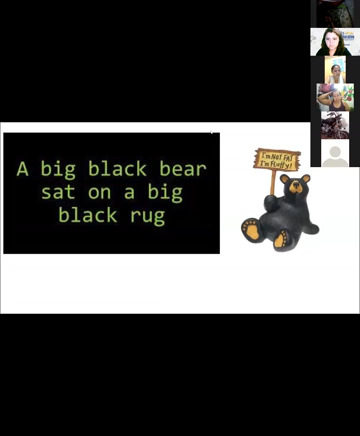 A big black bear
sat on a big
black rug
I'm NOT FAT
I'm Fluffy!